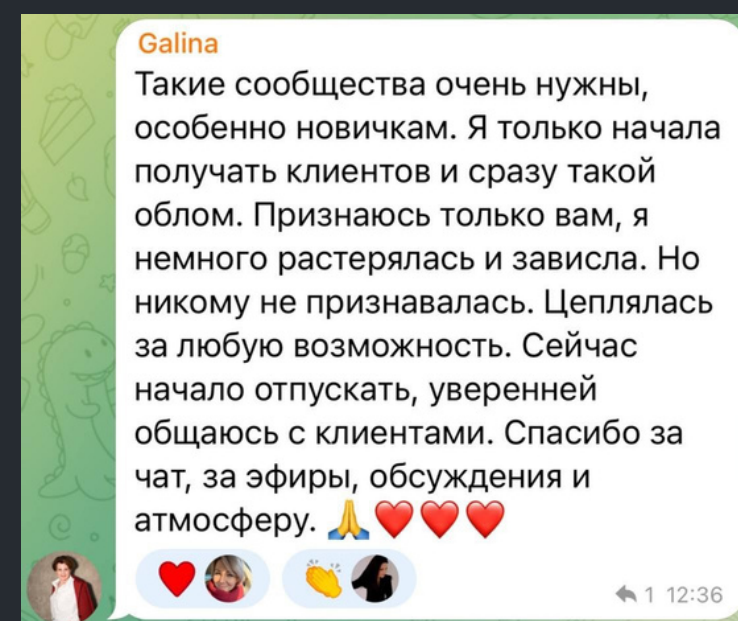 Galina
Такие сообщества очень нужны,
особенно новичкам. Я только начала
получать клиентов и сразу такой
облом. Признаюсь только вам, я
немного растерялась и зависла. Но
никому не признавалась. Цеплялась
за любую возможность. Сейчас
начало отпускать, уверенней
общаюсь с клиентами. Спасибо за
чат, за эфиры, обсуждения и
атмосферу. 🙏❤️❤️❤️
1 12:36